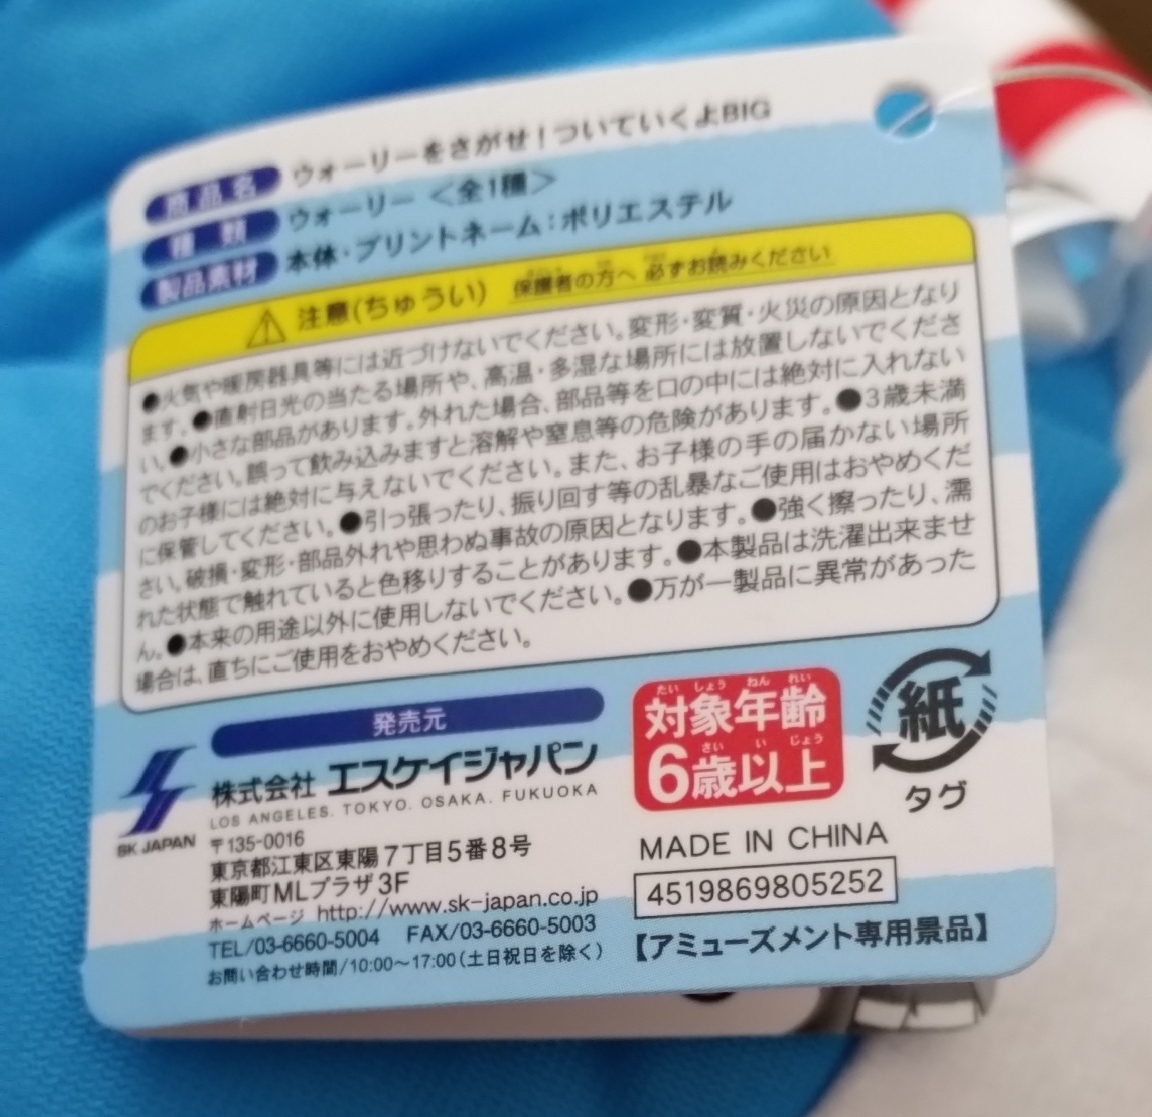 商品名 ウォーリーをさがせ！ついていくよBIG
種類 ウォーリー ＜全1種＞
製品素材 本体・プリントネーム：ポリエステル
注意(ちゅうい) 保護者の方へ 必ずお読みください
●火気や暖房器具等には近づけないでください。変形・変質・火災の原因となり
ます。●直射日光の当たる場所や、高温・多湿な場所には放置しないでくださ
い。●小さな部品があります。外れた場合、部品等を口の中には絶対に入れない
でください。誤って飲み込みますと溶解や窒息等の危険があります。●3歳未満
のお子様には絶対に与えないでください。また、お子様の手の届かない場所
に保管してください。●引っ張ったり、振り回す等の乱暴なご使用はおやめくだ
さい。破損・変形・部品外れや思わぬ事故の原因となります。●強く擦ったり、濡
れた状態で触れていると色移りすることがあります。●本製品は洗濯出来ませ
ん。●本来の用途以外に使用しないでください。●万が一製品に異常があった
場合は、直ちにご使用をおやめください。
発売元
SK JAPAN
株式会社 エスケイジャパン
LOS ANGELES. TOKYO. OSAKA. FUKUOKA
〒135-0016
東京都江東区東陽7丁目5番8号
東陽町MLプラザ3F
ホームページ http://www.sk-japan.co.jp
TEL/03-6660-5004 FAX/03-6660-5003
お問い合わせ時間/10:00～17:00(土日祝日を除く)
たいしょうねんれい
対象年齢
さい い じょう
6歳以上
紙
タグ
MADE IN CHINA
4519869805252
【アミューズメント専用景品】